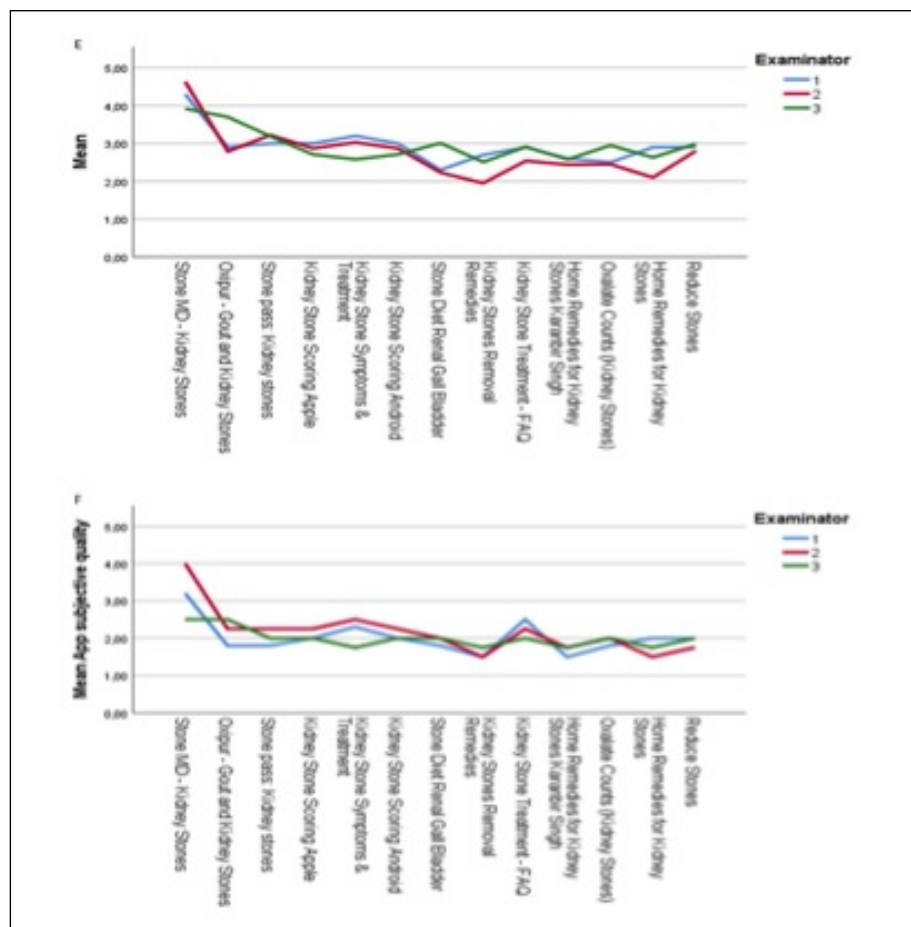 E
Examinator
5,00
1
2
4,00
3
3,00
Mean
2,00
1,00
0,00
Stone MD - Kidney Stones
Oxipur - Gout and Kidney Stones
Stone pass: Kidney stones
Kidney Stone Scoring Apple
Kidney Stone Symptoms &
Treatment
Kidney Stone Scoring Android
Stone Diet Renal Gall Bladder
Kidney Stones Removal
Remedies
Kidney Stone Treatment - FAQ
Home Remedies for Kidney
Stones Karanbir Singh
Oxalate Counts (Kidney Stones)
Home Remedies for Kidney
Stones
Reduce Stones
F
Examinator
5,00
1
2
4,00
3
3,00
Mean App subjective quality
2,00
1,00
0,00
Stone MD - Kidney Stones
Oxipur - Gout and Kidney Stones
Stone pass: Kidney stones
Kidney Stone Scoring Apple
Kidney Stone Symptoms &
Treatment
Kidney Stone Scoring Android
Stone Diet Renal Gall Bladder
Kidney Stones Removal
Remedies
Kidney Stone Treatment - FAQ
Home Remedies for Kidney
Stones Karanbir Singh
Oxalate Counts (Kidney Stones)
Home Remedies for Kidney
Stones
Reduce Stones